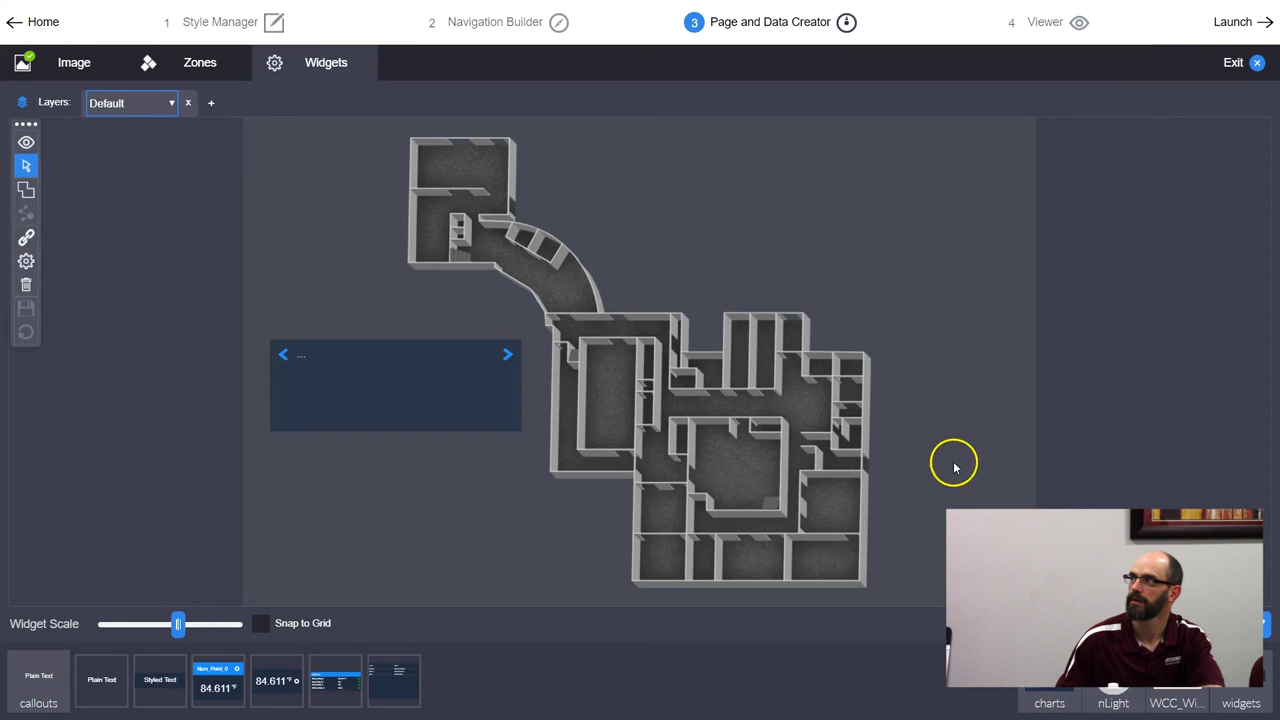 Home
1 Style Manager
2 Navigation Builder
3 Page and Data Creator
4 Viewer
Launch
Image
Zones
Widgets
Exit
Layers:
Default
x
+
...
Widget Scale
Snap to Grid
Plain Text
callouts
Plain Text
Styled Text
Num_Point_0
84.611°F
84.611°F
charts
nLight
WCC_Wi...
widgets